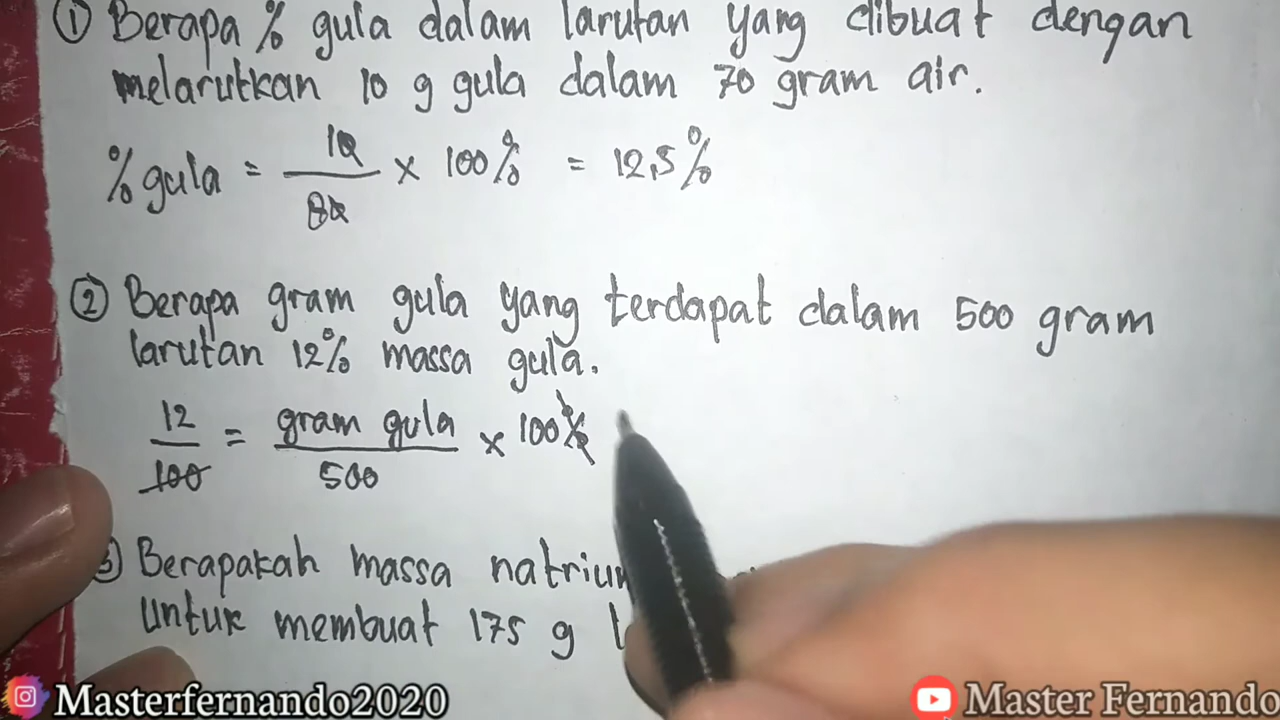 ① Berapa % gula dalam larutan yang dibuat dengan
melarutkan 10 g gula dalam 70 gram air.
% gula = 10/80 × 100% = 12,5%
② Berapa gram gula yang terdapat dalam 500 gram
larutan 12% massa gula.
12/100 = gram gula/500 × 100%
Berapakah massa
untuk membuat 175 g
Masterfernando2020
Master Fernando